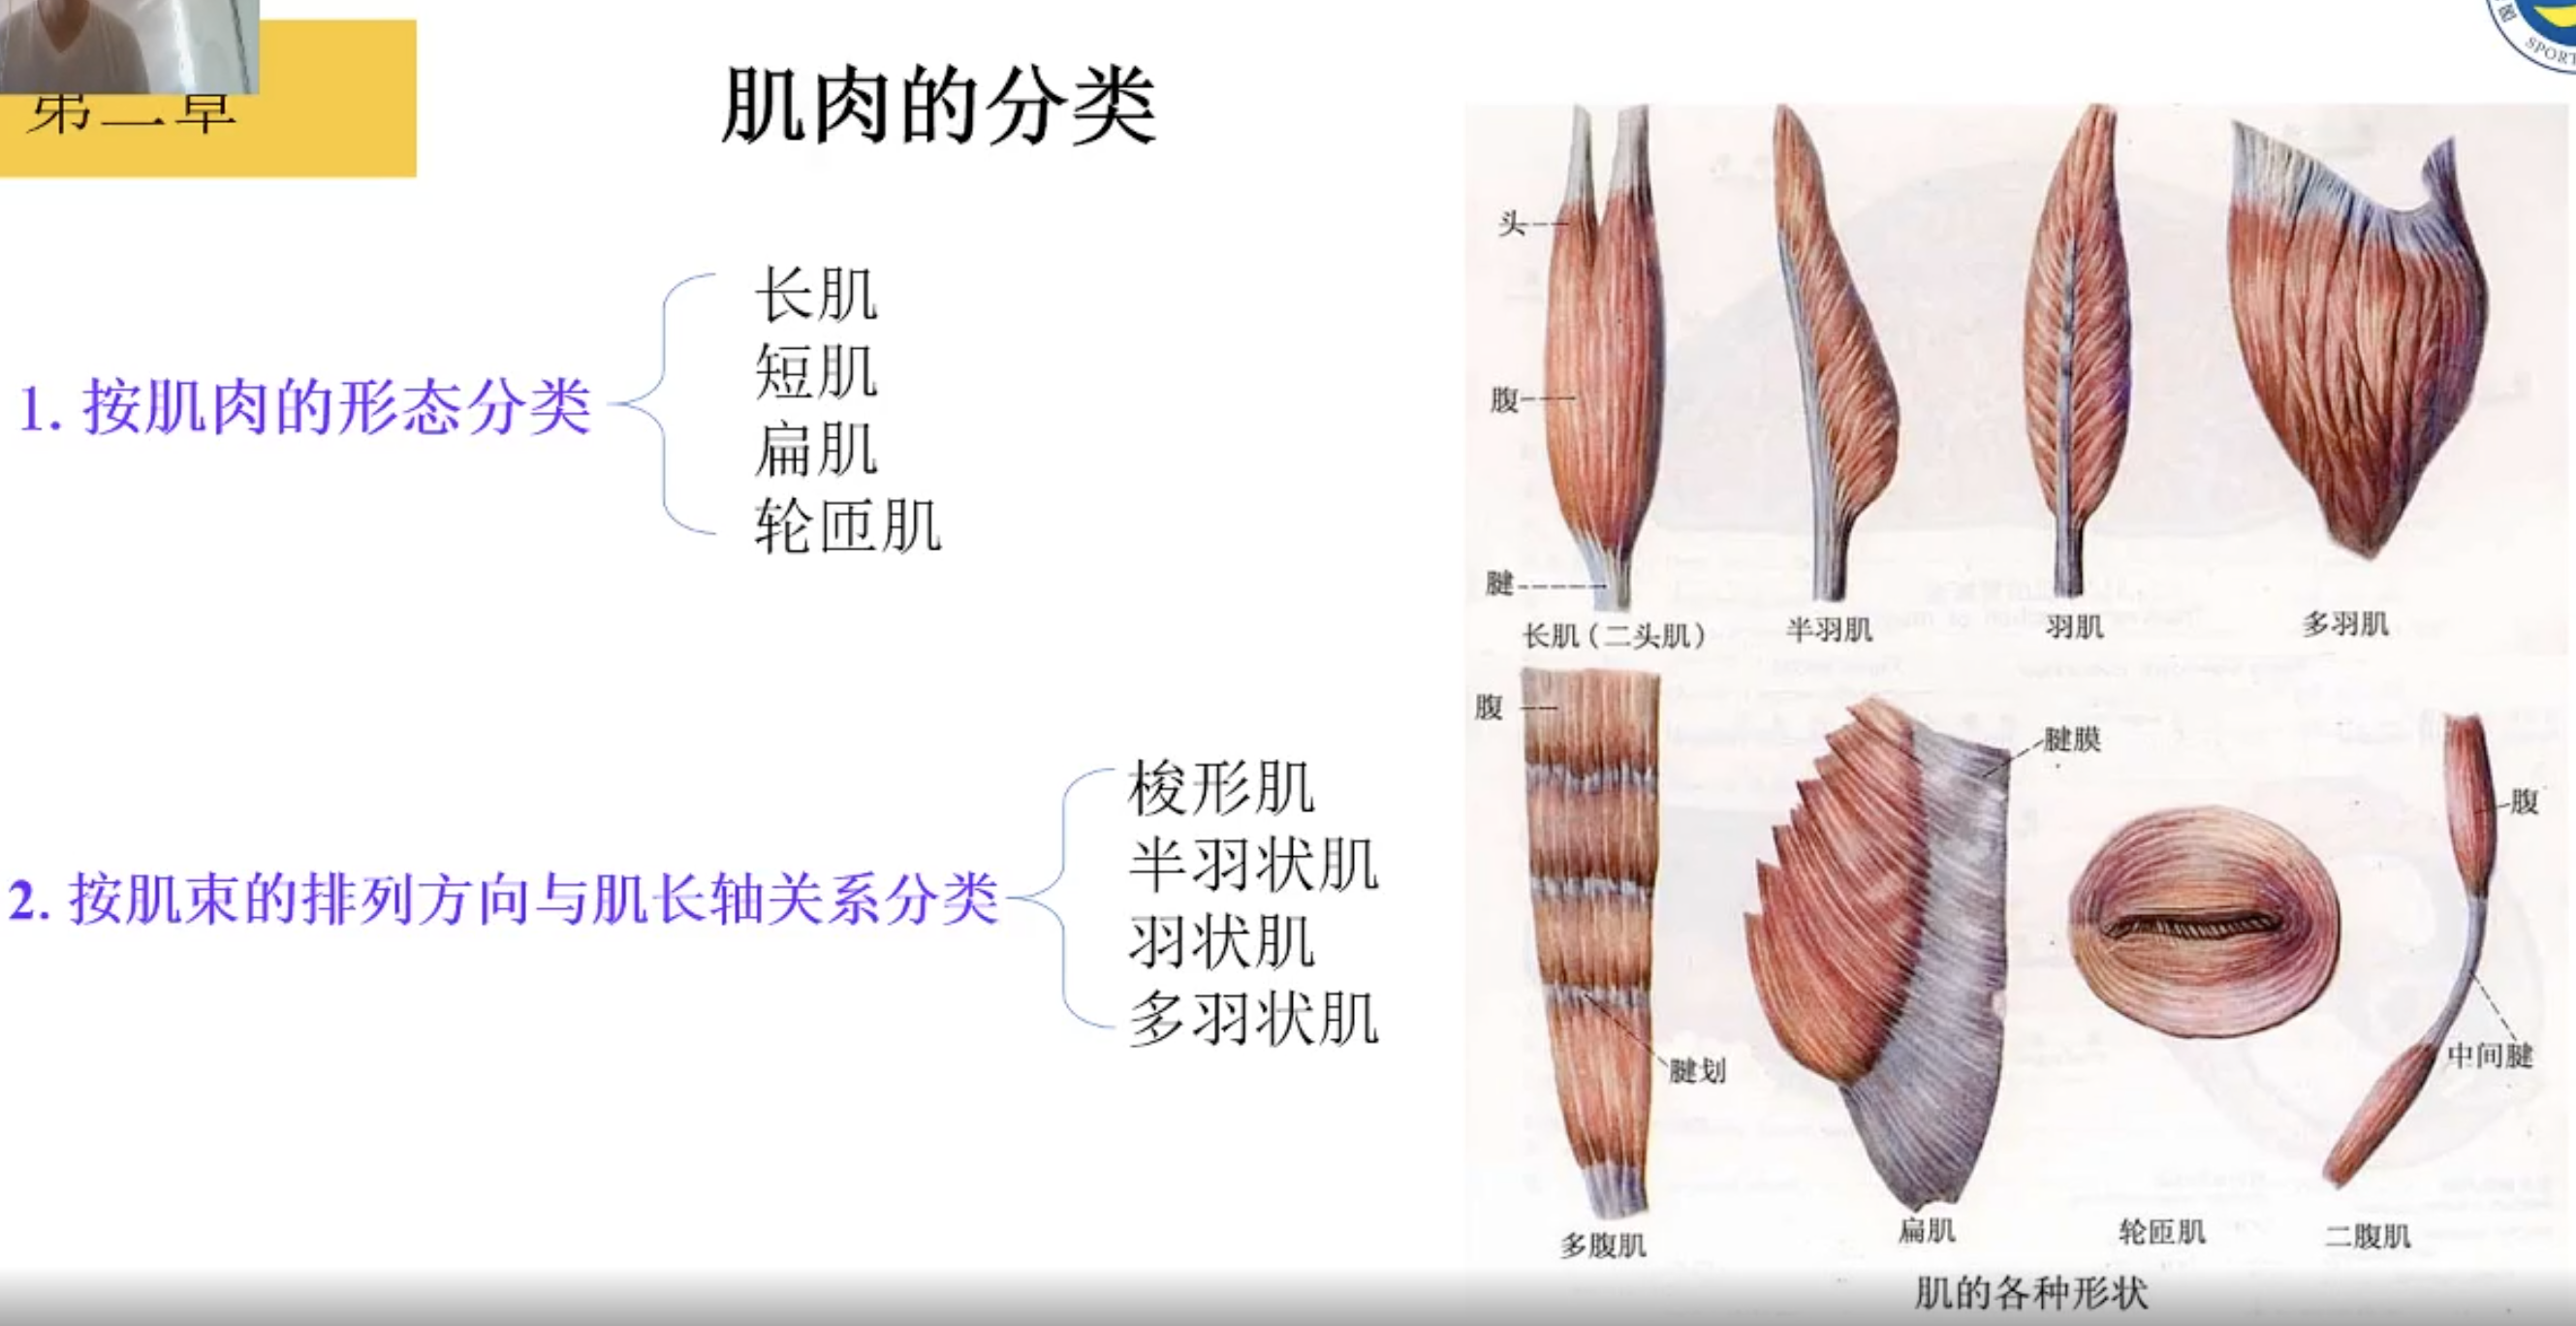 肌肉的分类
1. 按肌肉的形态分类
长肌
短肌
扁肌
轮匝肌
2. 按肌束的排列方向与肌长轴关系分类
梭形肌
半羽状肌
羽状肌
多羽状肌
头
腹
腱
长肌（二头肌）
半羽肌
羽肌
多羽肌
腹
腱膜
腹
中间腱
腱划
多腹肌
扁肌
轮匝肌
二腹肌
肌的各种形状